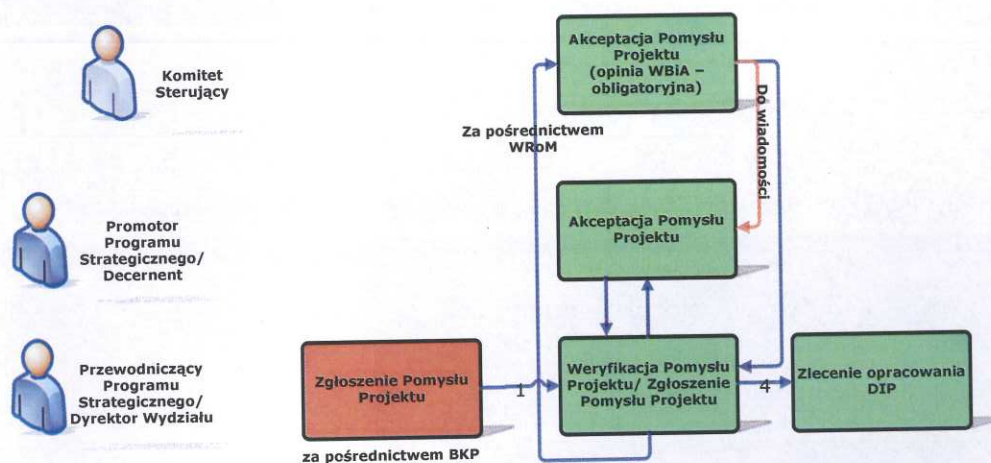 Komitet
Sterujący
Akceptacja Pomysłu
Projektu
(opinia WBiA –
obligatoryjna)
Za pośrednictwem
WRoM
Do wiadomości
Promotor
Programu
Strategicznego/
Decernent
Akceptacja Pomysłu
Projektu
Przewodniczący
Programu
Strategicznego/
Dyrektor Wydziału
Zgłoszenie Pomysłu
Projektu
za pośrednictwem BKP
1
Weryfikacja Pomysłu
Projektu/ Zgłoszenie
Pomysłu Projektu
4
Zlecenie opracowania
DIP